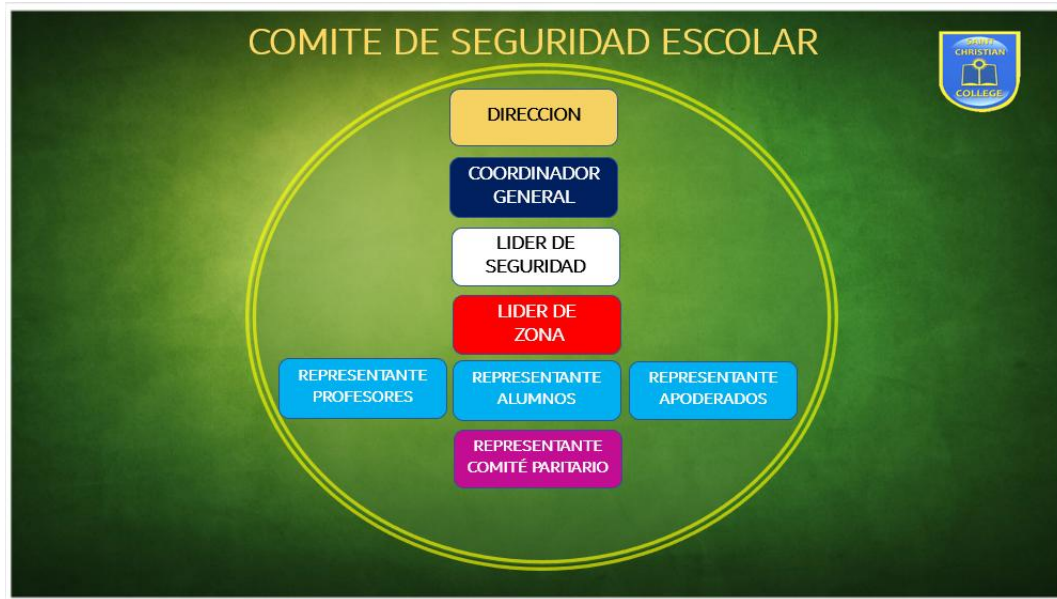 COMITE DE SEGURIDAD ESCOLAR
SAINT
CHRISTIAN
COLLEGE
DIRECCION
COORDINADOR
GENERAL
LIDER DE
SEGURIDAD
LIDER DE
ZONA
REPRESENTANTE
PROFESORES
REPRESENTANTE
ALUMNOS
REPRESENTANTE
APODERADOS
REPRESENTANTE
COMITÉ PARITARIO